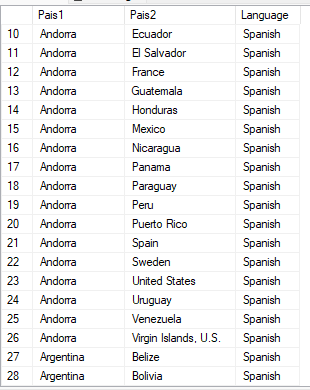 Pais1 Pais2 Language
10 Andorra Ecuador Spanish
11 Andorra El Salvador Spanish
12 Andorra France Spanish
13 Andorra Guatemala Spanish
14 Andorra Honduras Spanish
15 Andorra Mexico Spanish
16 Andorra Nicaragua Spanish
17 Andorra Panama Spanish
18 Andorra Paraguay Spanish
19 Andorra Peru Spanish
20 Andorra Puerto Rico Spanish
21 Andorra Spain Spanish
22 Andorra Sweden Spanish
23 Andorra United States Spanish
24 Andorra Uruguay Spanish
25 Andorra Venezuela Spanish
26 Andorra Virgin Islands, U.S. Spanish
27 Argentina Belize Spanish
28 Argentina Bolivia Spanish